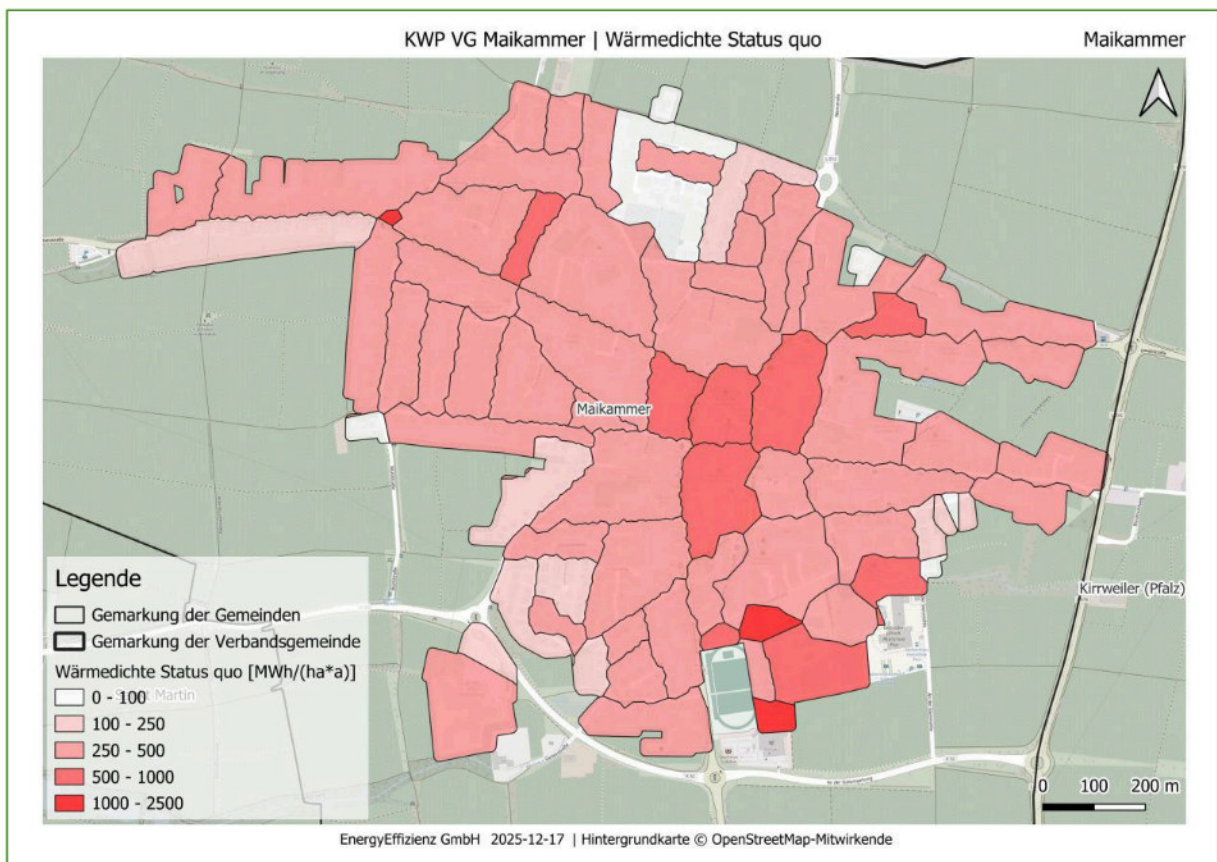 KWP VG Maikammer | Wärmedichte Status quo
Maikammer
Maikammer
Kirrweiler (Pfalz)
Legende
Gemarkung der Gemeinden
Gemarkung der Verbandsgemeinde
Wärmedichte Status quo [MWh/(ha*a)]
Martin
0 - 100
100 - 250
250 - 500
500 - 1000
1000 - 2500
0 100 200 m
EnergyEffizienz GmbH 2025-12-17 | Hintergrundkarte © OpenStreetMap-Mitwirkende